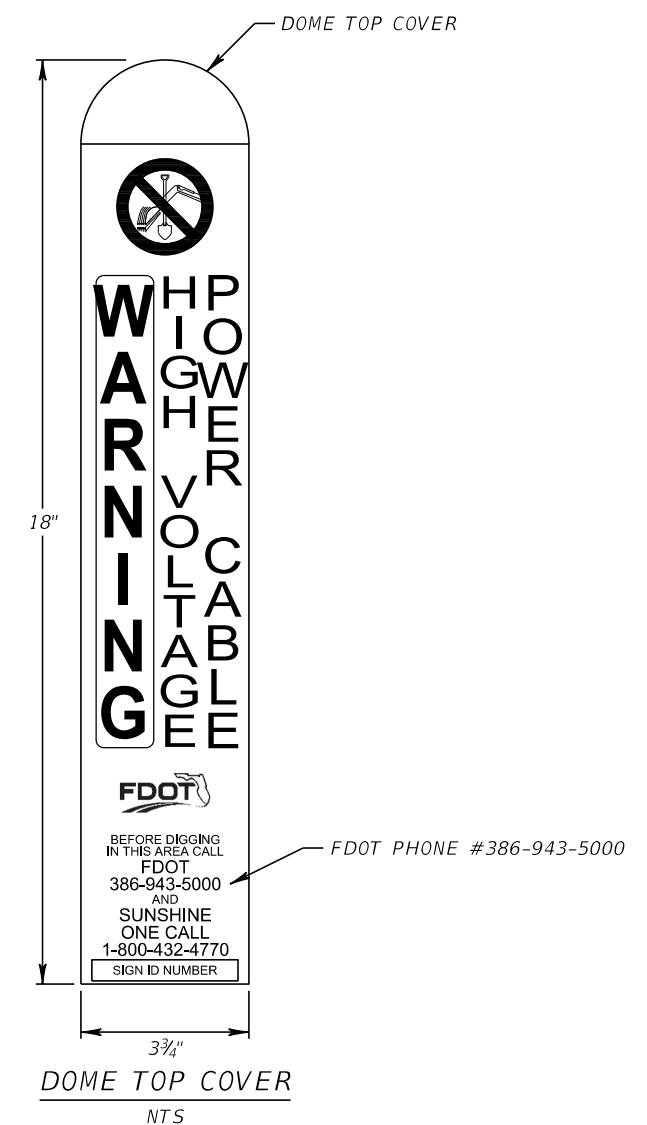 DOME TOP COVER
18"
WARNING
HIGH VOLTAGE
POWER CABLE
FDOT
BEFORE DIGGING
IN THIS AREA CALL
FDOT
386-943-5000
AND
SUNSHINE
ONE CALL
1-800-432-4770
SIGN ID NUMBER
FDOT PHONE #386-943-5000
3¾"
DOME TOP COVER
NTS